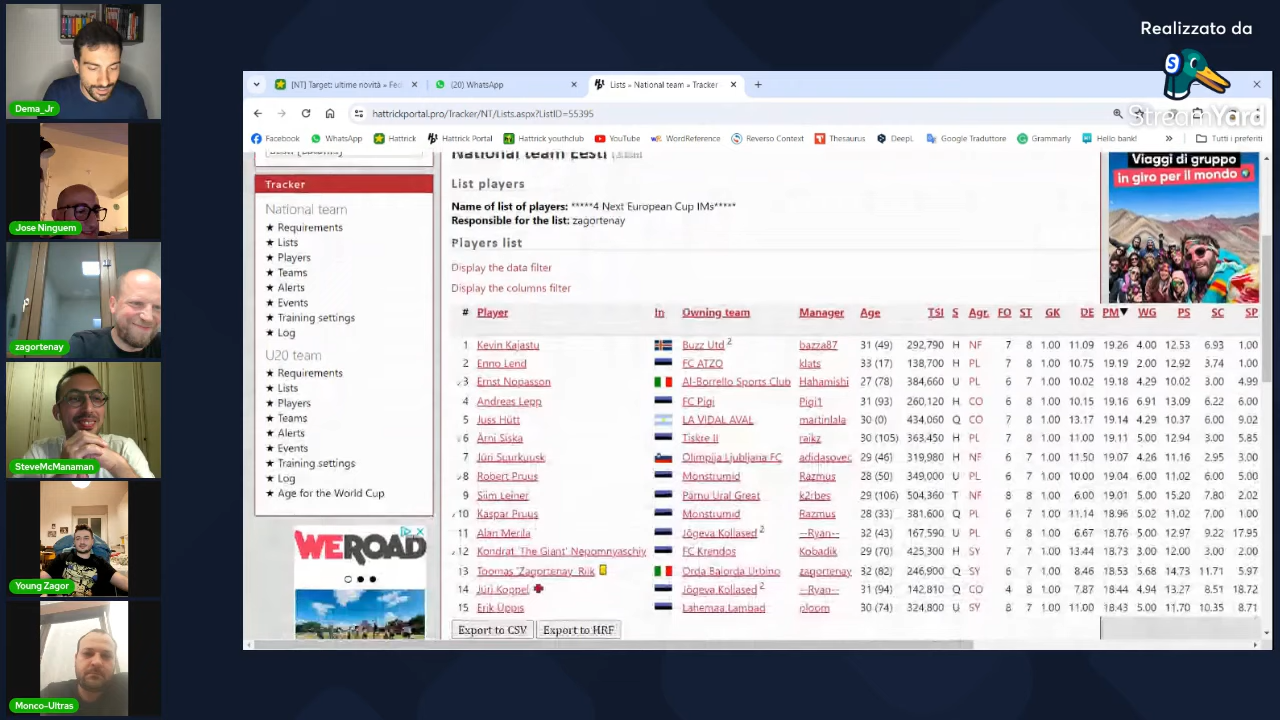 Realizzato da
StreamYard
Dema_Jr
Jose Ninguem
zagortenay
SteveMcManaman
Young Zagor
Monco-Ultras
[NT] Target: ultime novità » Fed
(20) WhatsApp
Lists » National team » Tracker
hattrickportal.pro/Tracker/NT/Lists.aspx?ListID=55395
Facebook WhatsApp Hattrick Hattrick Portal Hattrick youthclub YouTube WordReference Reverso Context Thesaurus DeepL Google Traduttore Grammarly Hello bank! » Tutti i preferiti
Tracker
National team
★ Requirements
★ Lists
★ Players
★ Teams
★ Alerts
★ Events
★ Training settings
★ Log
U20 team
★ Requirements
★ Lists
★ Players
★ Teams
★ Alerts
★ Events
★ Training settings
★ Log
★ Age for the World Cup
WEROAD
National team Eesti
List players
Name of list of players: *****4 Next European Cup IMs*****
Responsible for the list: zagortenay
Players list
Display the data filter
Display the columns filter
# Player In Owning team Manager Age TSI S Agr. FO ST GK DE PM▼ WG PS SC SP
1 Kevin Kajastu Buzz Utd 2 bazza87 31 (49) 292,790 H NF 7 8 1.00 11.09 19.26 4.00 12.53 6.93 1.00
2 Enno Lend FC ATZO klats 33 (17) 138,700 H PL 7 8 1.00 10.19 19.19 2.00 12.92 3.74 1.00
3 Ernst Nopasson Al-Borrello Sports Club Hahamishi 27 (78) 384,660 U PL 6 7 1.00 10.02 19.18 4.29 10.02 3.00 4.99
4 Andreas Lepp FC Pigi Pigi1 31 (93) 260,120 H CO 6 8 1.00 10.15 19.16 6.91 13.09 6.22 6.00
5 Juss Hütt LA VIDAL AVAL martinlala 30 (0) 434,060 Q CO 7 8 1.00 13.17 19.14 4.29 11.16 6.00 9.02
6 Ärni Siska Tiskre II raikz 30 (105) 363,450 H PL 7 8 1.00 11.00 19.11 5.00 12.94 3.00 5.85
7 Jüri Suurkuusk Olimpija Ljubljana FC adidasovec 29 (46) 319,980 H PL 6 8 1.00 11.50 19.07 4.28 11.16 2.95 3.00
8 Robert Pruus Monstrumid Razmus 28 (50) 349,000 U PL 6 7 1.00 10.00 19.04 6.00 11.02 6.00 5.00
9 Siim Leiner Pärnu Ural Great k2rbes 29 (106) 504,360 T NF 8 8 1.00 6.00 19.01 5.00 15.20 7.80 2.02
10 Kaspar Pruus Monstrumid Razmus 28 (33) 381,600 Q PL 6 7 1.00 11.14 18.96 5.02 11.02 7.00 1.00
11 Alan Merila Jõgeva Kollased 2 --Ryan-- 32 (43) 167,590 U PL 5 8 1.00 6.67 18.75 5.00 12.97 9.22 17.95
12 Kondrat 'The Giant' Nepomnyaschiy FC Krendos Kobadik 29 (70) 425,300 H SY 7 7 1.00 13.44 18.73 3.00 12.00 3.00 2.00
13 Toomas 'Zagortenay' Riik Orda Baiorda Urbino zagortenay 32 (82) 246,900 Q SY 6 7 1.00 8.46 18.53 5.68 14.73 11.71 5.97
14 Jüri Koppel Jõgeva Kollased 2 --Ryan-- 31 (94) 142,810 Q CO 4 8 1.00 7.87 18.44 4.94 13.27 8.51 18.72
15 Erik Üppis Lahemaa Lambad ploom 30 (74) 324,800 U SY 8 7 1.00 11.00 18.43 5.00 11.70 10.35 8.71
Export to CSV Export to HRF
Viaggi di gruppo
in giro per il mondo